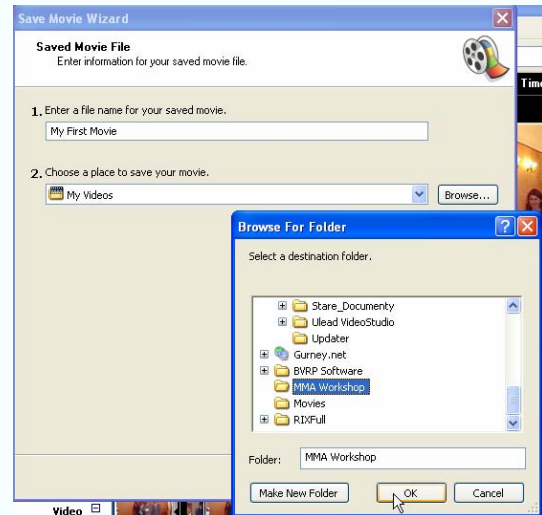 Save Movie Wizard
Saved Movie File
Enter information for your saved movie file.
Time
1. Enter a file name for your saved movie.
My First Movie
2. Choose a place to save your movie.
My Videos
Browse...
Browse For Folder
Select a destination folder.
Stare_Documenty
Ulead VideoStudio
Updater
Gurney.net
BVRP Software
MMA Workshop
Movies
RIXFull
Folder: MMA Workshop
Make New Folder OK Cancel
Video